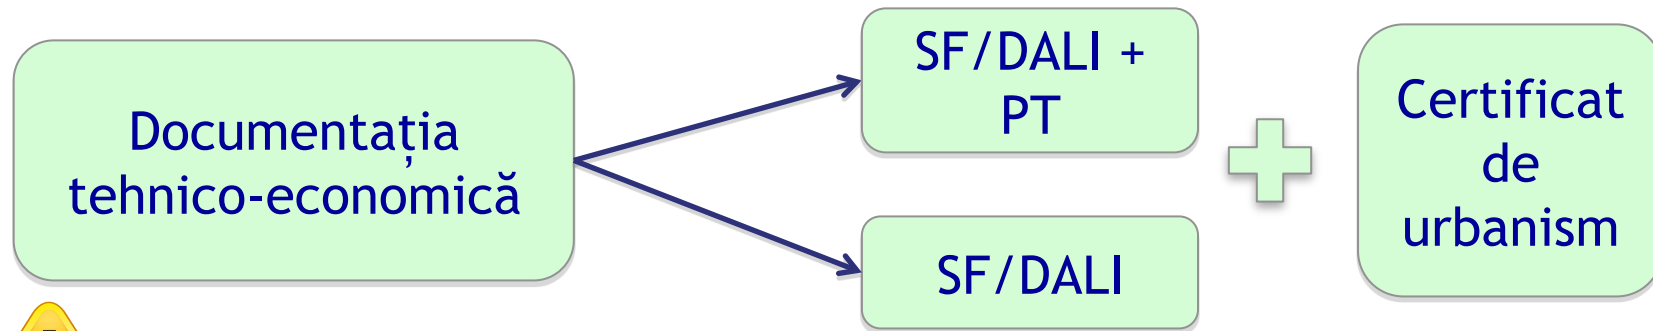 Documentația
tehnico-economică
SF/DALI +
PT
SF/DALI
Certificat
de
urbanism